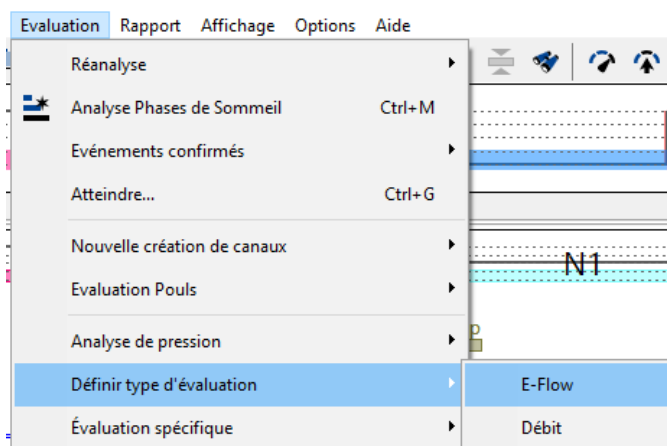 Evaluation Rapport Affichage Options Aide
Réanalyse
Analyse Phases de Sommeil Ctrl+M
Evénements confirmés
Atteindre... Ctrl+G
Nouvelle création de canaux
N1
Evaluation Pouls
Analyse de pression
p
Définir type d'évaluation E-Flow
Évaluation spécifique Débit